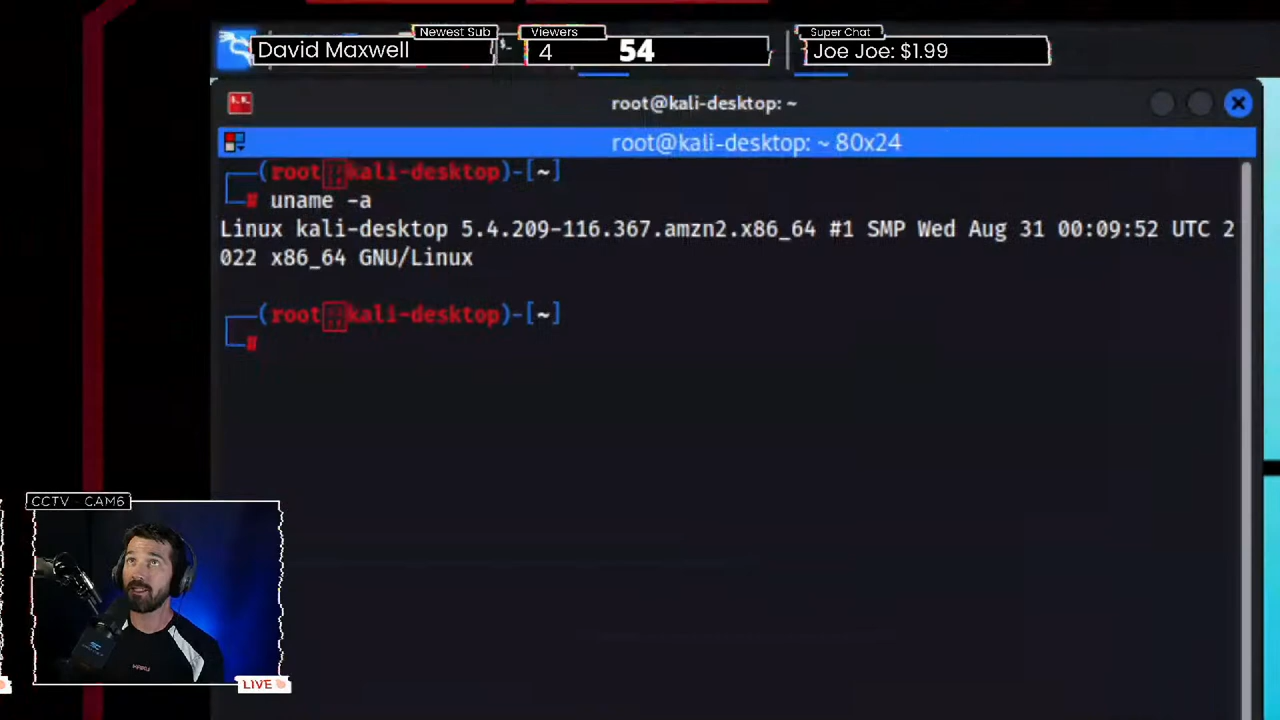 Newest Sub
David Maxwell
Viewers
4
54
Super Chat
Joe Joe: $1.99
root@kali-desktop: ~
root@kali-desktop: ~ 80x24
(root kali-desktop)-[~]
# uname -a
Linux kali-desktop 5.4.209-116.367.amzn2.x86_64 #1 SMP Wed Aug 31 00:09:52 UTC 2
022 x86_64 GNU/Linux
(root kali-desktop)-[~]
#
CCTV - CAM6
LIVE